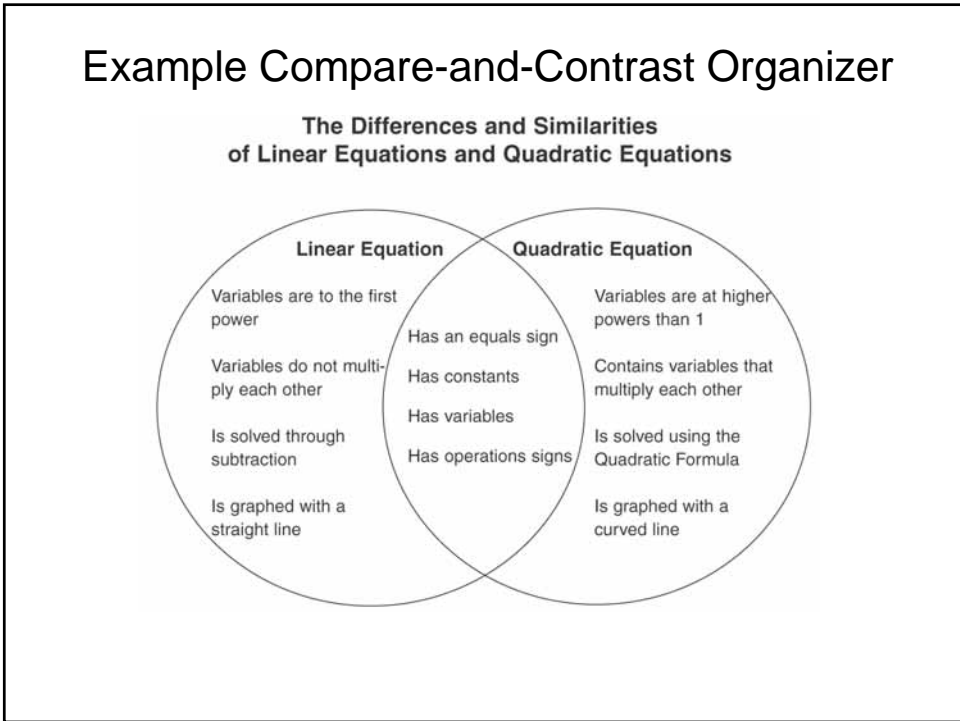 Example Compare-and-Contrast Organizer
The Differences and Similarities
of Linear Equations and Quadratic Equations
Linear Equation
Variables are to the first
power
Variables do not multi-
ply each other
Is solved through
subtraction
Is graphed with a
straight line
Has an equals sign
Has constants
Has variables
Has operations signs
Quadratic Equation
Variables are at higher
powers than 1
Contains variables that
multiply each other
Is solved using the
Quadratic Formula
Is graphed with a
curved line